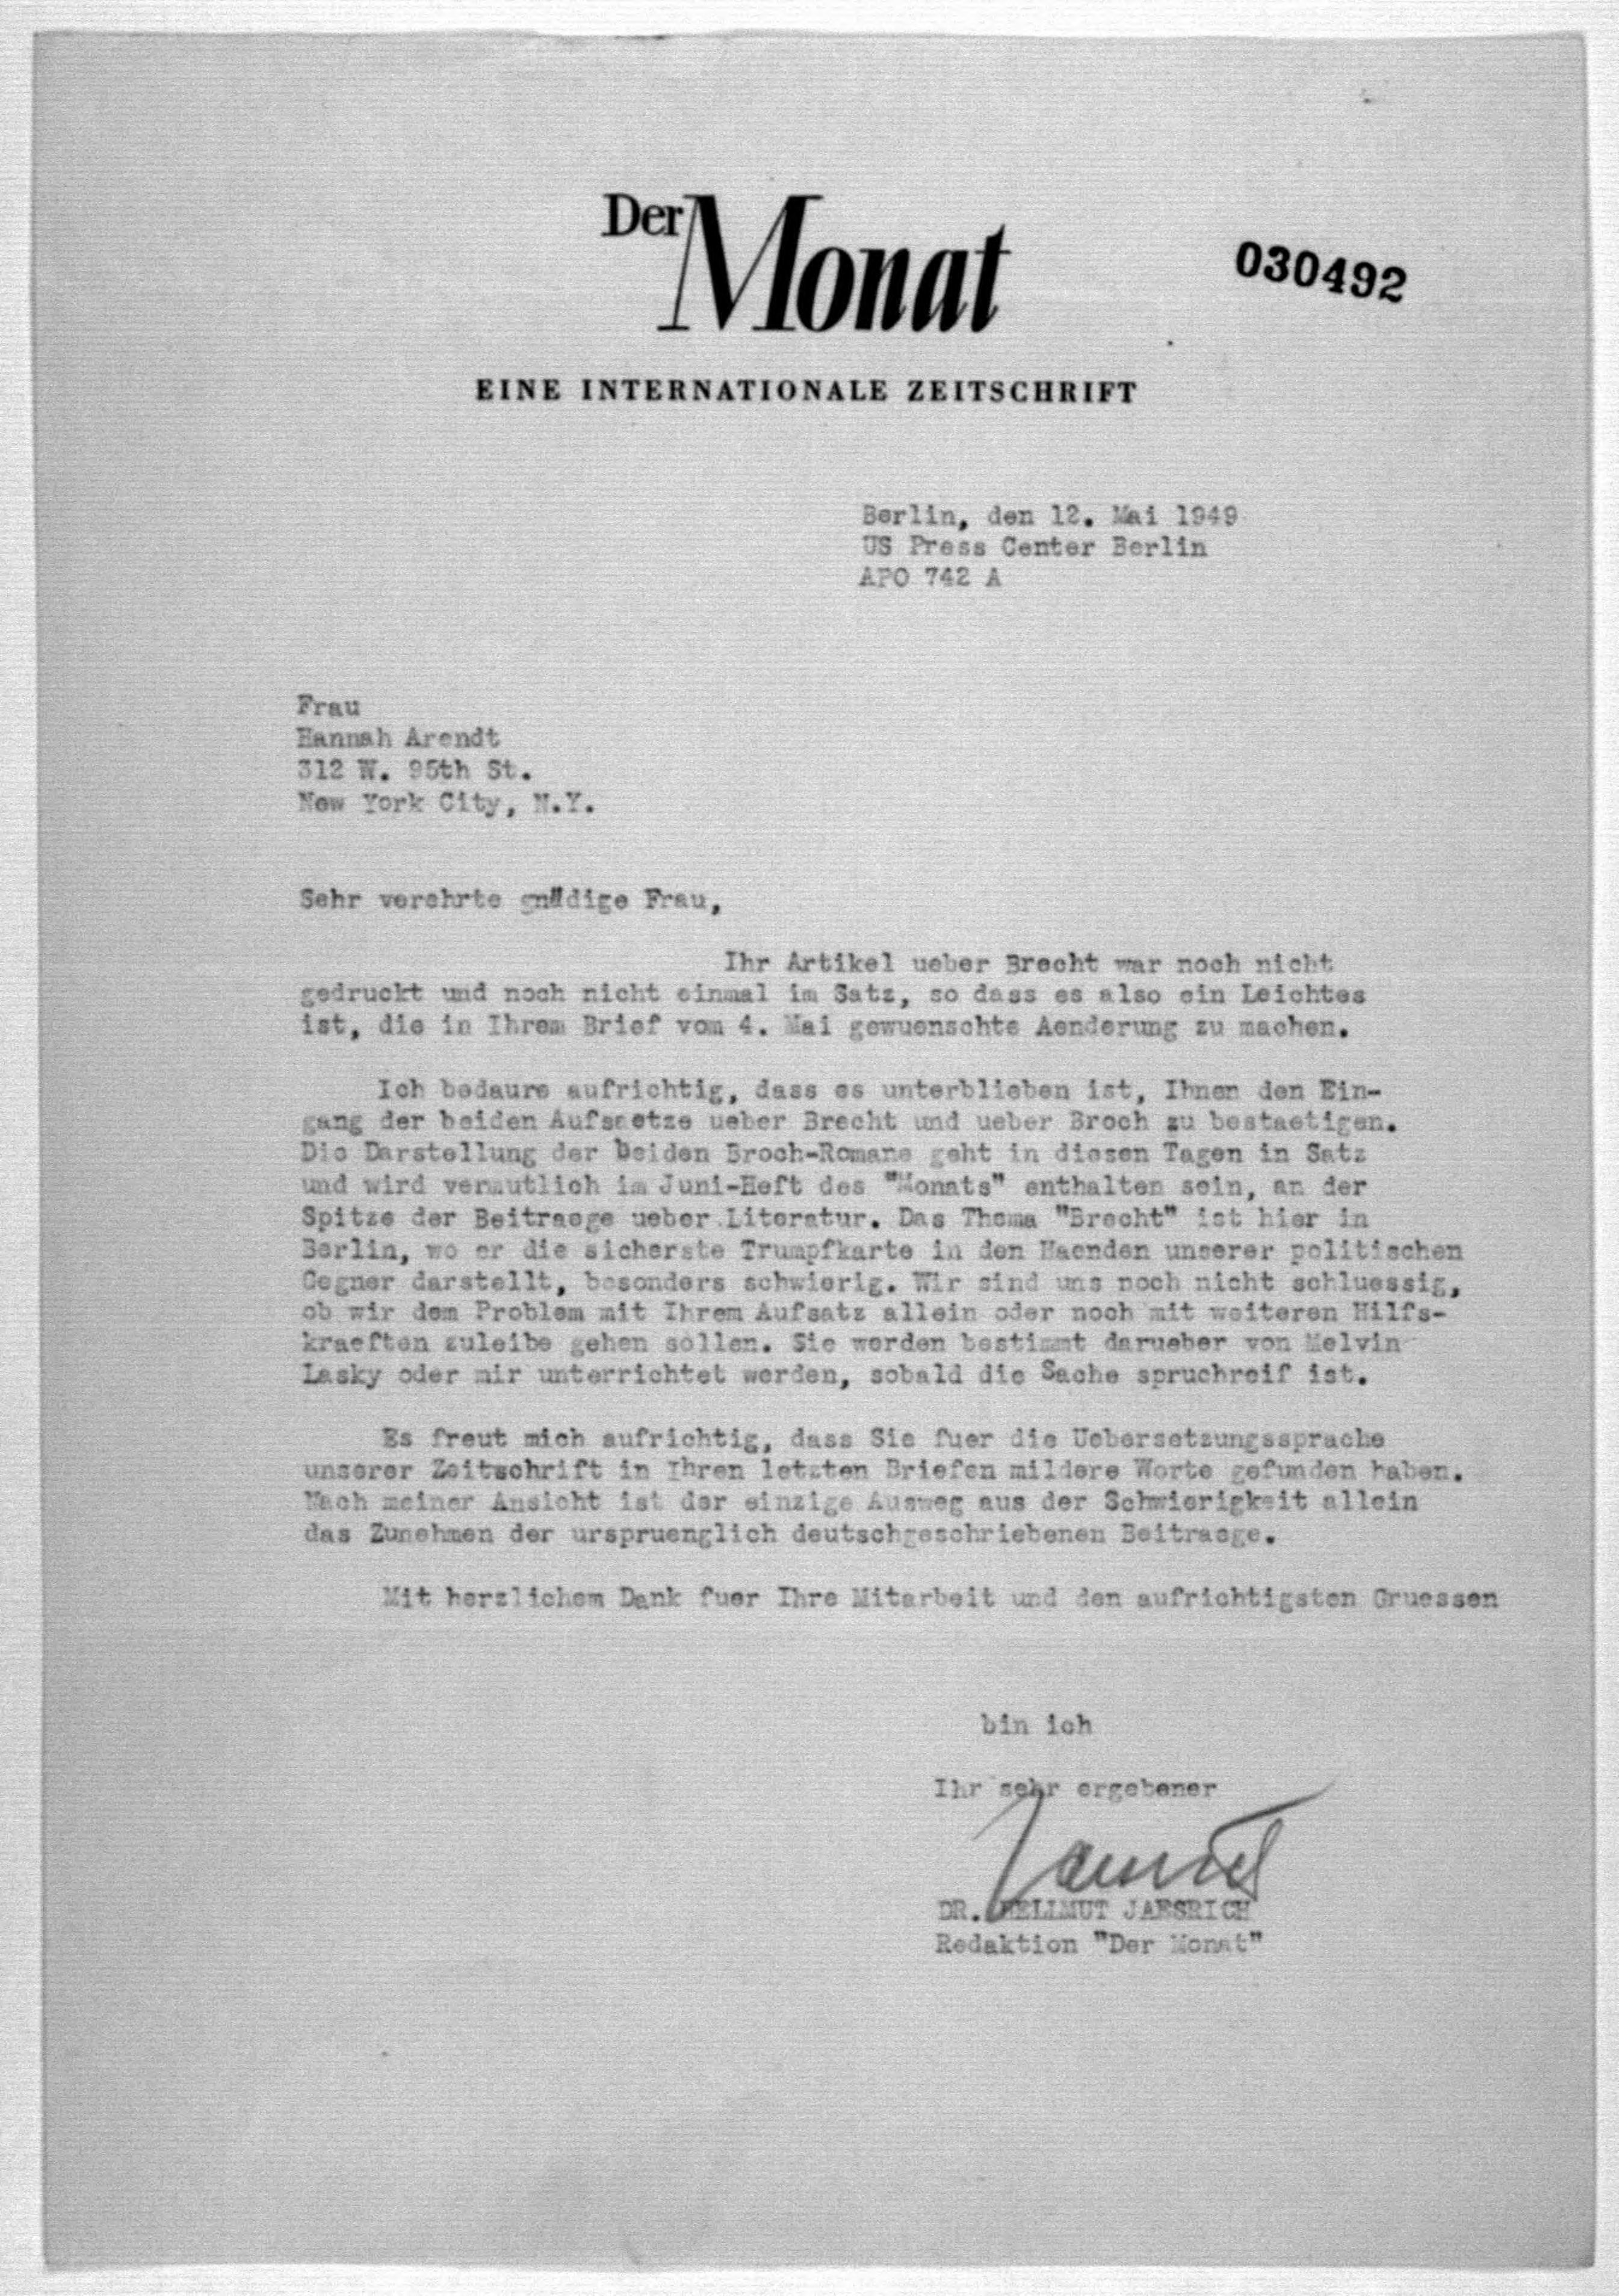 Der Monat
030492
EINE INTERNATIONALE ZEITSCHRIFT
Berlin, den 12. Mai 1949
US Press Center Berlin
APO 742 A
Frau
Hannah Arendt
312 W. 95th St.
New York City, N.Y.
Sehr verehrte gnädige Frau,
Ihr Artikel ueber Brecht war noch nicht
gedruckt und noch nicht einmal im Satz, so dass es also ein Leichtes
ist, die in Ihrem Brief vom 4. Mai gewuenschte Aenderung zu machen.
Ich bedaure aufrichtig, dass es unterblieben ist, Ihnen den Ein-
gang der beiden Aufsaetze ueber Brecht und ueber Broch zu bestaetigen.
Die Darstellung der beiden Broch-Romane geht in diesen Tagen in Satz
und wird vermutlich im Juni-Heft des "Monats" enthalten sein, an der
Spitze der Beitraege ueber Literatur. Das Thema "Brecht" ist hier in
Berlin, wo er die sicherste Trumpfkarte in den Haenden unserer politischen
Gegner darstellt, besonders schwierig. Wir sind uns noch nicht schluessig,
ob wir dem Problem mit Ihrem Aufsatz allein oder noch mit weiteren Hilfs-
kraeften zuleibe gehen sollen. Sie werden bestimmt darueber von Melvin
Lasky oder mir unterrichtet werden, sobald die Sache spruchreif ist.
Es freut mich aufrichtig, dass Sie fuer die Uebersetzungssprache
unserer Zeitschrift in Ihren letzten Briefen mildere Worte gefunden haben.
Nach meiner Ansicht ist der einzige Ausweg aus der Schwierigkeit allein
das Zunehmen der urspruenglich deutschgeschriebenen Beitraege.
Mit herzlichem Dank fuer Ihre Mitarbeit und den aufrichtigsten Gruessen
bin ich
Ihr sehr ergebener
DR. HELLMUT JAESRICH
Redaktion "Der Monat"